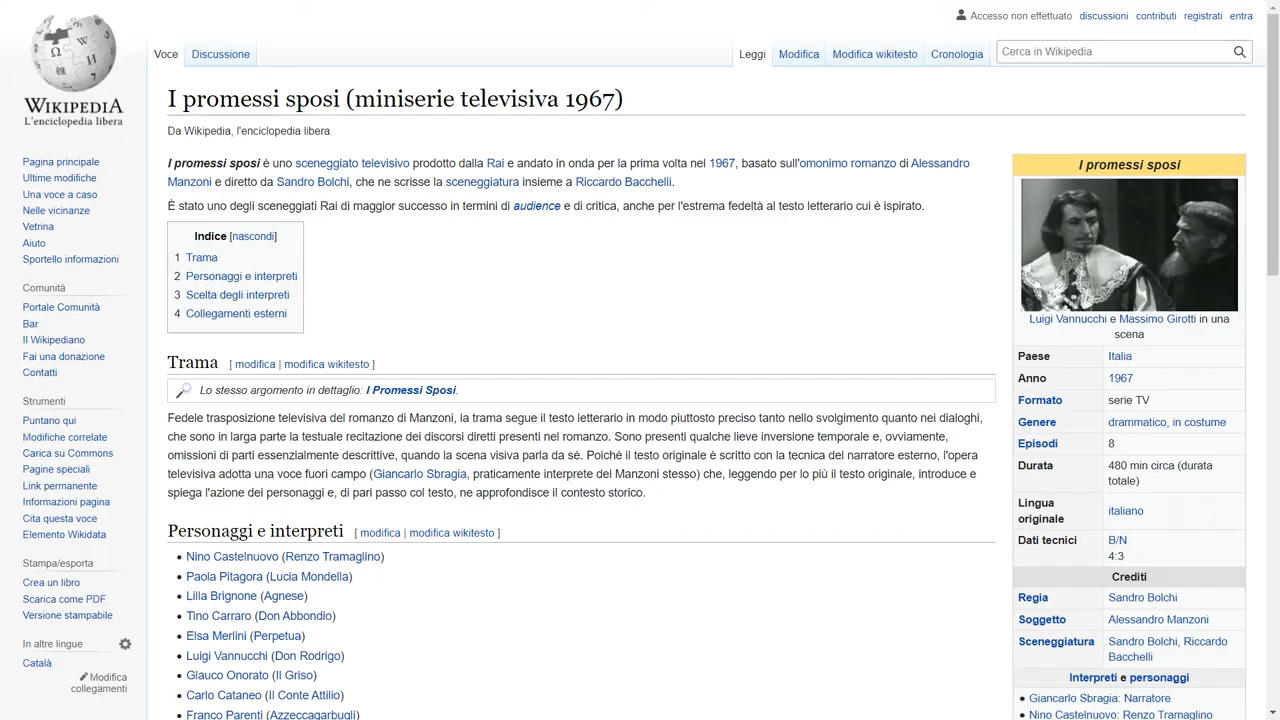 Accesso non effettuato discussioni contributi registrati entra
Voce Discussione Leggi Modifica Modifica wikitesto Cronologia Cerca in Wikipedia
WIKIPEDIA
L'enciclopedia libera
Pagina principale
Ultime modifiche
Una voce a caso
Nelle vicinanze
Vetrina
Aiuto
Sportello informazioni
Comunità
Portale Comunità
Bar
Il Wikipediano
Fai una donazione
Contatti
Strumenti
Puntano qui
Modifiche correlate
Carica su Commons
Pagine speciali
Link permanente
Informazioni pagina
Cita questa voce
Elemento Wikidata
Stampa/esporta
Crea un libro
Scarica come PDF
Versione stampabile
In altre lingue
Català
Modifica
collegamenti
I promessi sposi (miniserie televisiva 1967)
Da Wikipedia, l'enciclopedia libera.
I promessi sposi è uno sceneggiato televisivo prodotto dalla Rai e andato in onda per la prima volta nel 1967, basato sull'omonimo romanzo di Alessandro
Manzoni e diretto da Sandro Bolchi, che ne scrisse la sceneggiatura insieme a Riccardo Bacchelli.
È stato uno degli sceneggiati Rai di maggior successo in termini di audience e di critica, anche per l'estrema fedeltà al testo letterario cui è ispirato.
Indice [nascondi]
1 Trama
2 Personaggi e interpreti
3 Scelta degli interpreti
4 Collegamenti esterni
Trama [ modifica | modifica wikitesto ]
Lo stesso argomento in dettaglio: I Promessi Sposi.
Fedele trasposizione televisiva del romanzo di Manzoni, la trama segue il testo letterario in modo piuttosto preciso tanto nello svolgimento quanto nei dialoghi,
che sono in larga parte la testuale recitazione dei discorsi diretti presenti nel romanzo. Sono presenti qualche lieve inversione temporale e, ovviamente,
omissioni di parti essenzialmente descrittive, quando la scena visiva parla da sé. Poiché il testo originale è scritto con la tecnica del narratore esterno, l'opera
televisiva adotta una voce fuori campo (Giancarlo Sbragia, praticamente interprete del Manzoni stesso) che, leggendo per lo più il testo originale, introduce e
spiega l'azione dei personaggi e, di pari passo col testo, ne approfondisce il contesto storico.
Personaggi e interpreti [ modifica | modifica wikitesto ]
Nino Castelnuovo (Renzo Tramaglino)
Paola Pitagora (Lucia Mondella)
Lilla Brignone (Agnese)
Tino Carraro (Don Abbondio)
Elsa Merlini (Perpetua)
Luigi Vannucchi (Don Rodrigo)
Glauco Onorato (Il Griso)
Carlo Cataneo (Il Conte Attilio)
Franco Parenti (Azzeccagarbugli)
I promessi sposi
Luigi Vannucchi e Massimo Girotti in una
scena
Paese Italia
Anno 1967
Formato serie TV
Genere drammatico, in costume
Episodi 8
Durata 480 min circa (durata
totale)
Lingua
originale italiano
Dati tecnici B/N
4:3
Crediti
Regia Sandro Bolchi
Soggetto Alessandro Manzoni
Sceneggiatura Sandro Bolchi, Riccardo
Bacchelli
Interpreti e personaggi
Giancarlo Sbragia: Narratore
Nino Castelnuovo: Renzo Tramaglino